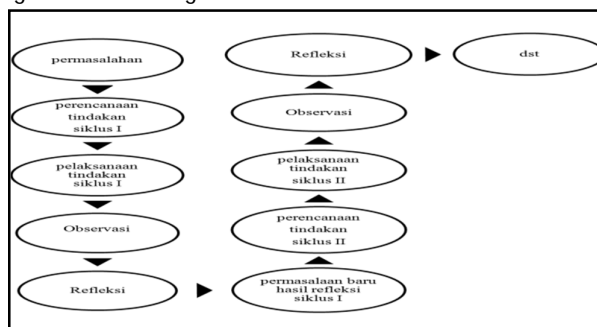 permasalahan
perencanaan
tindakan
siklus I
pelaksanaan
tindakan
siklus I
Observasi
Refleksi
permasalaan baru
hasil refleksi
siklus I
perencanaan
tindakan
siklus II
pelaksanaan
tindakan
siklus II
Observasi
Refleksi
dst